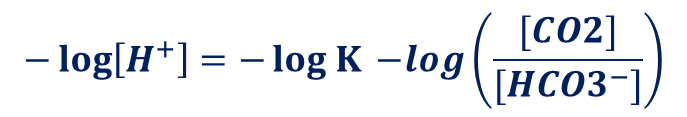 − log[H⁺] = − log K −log([CO2]/[HCO3⁻])